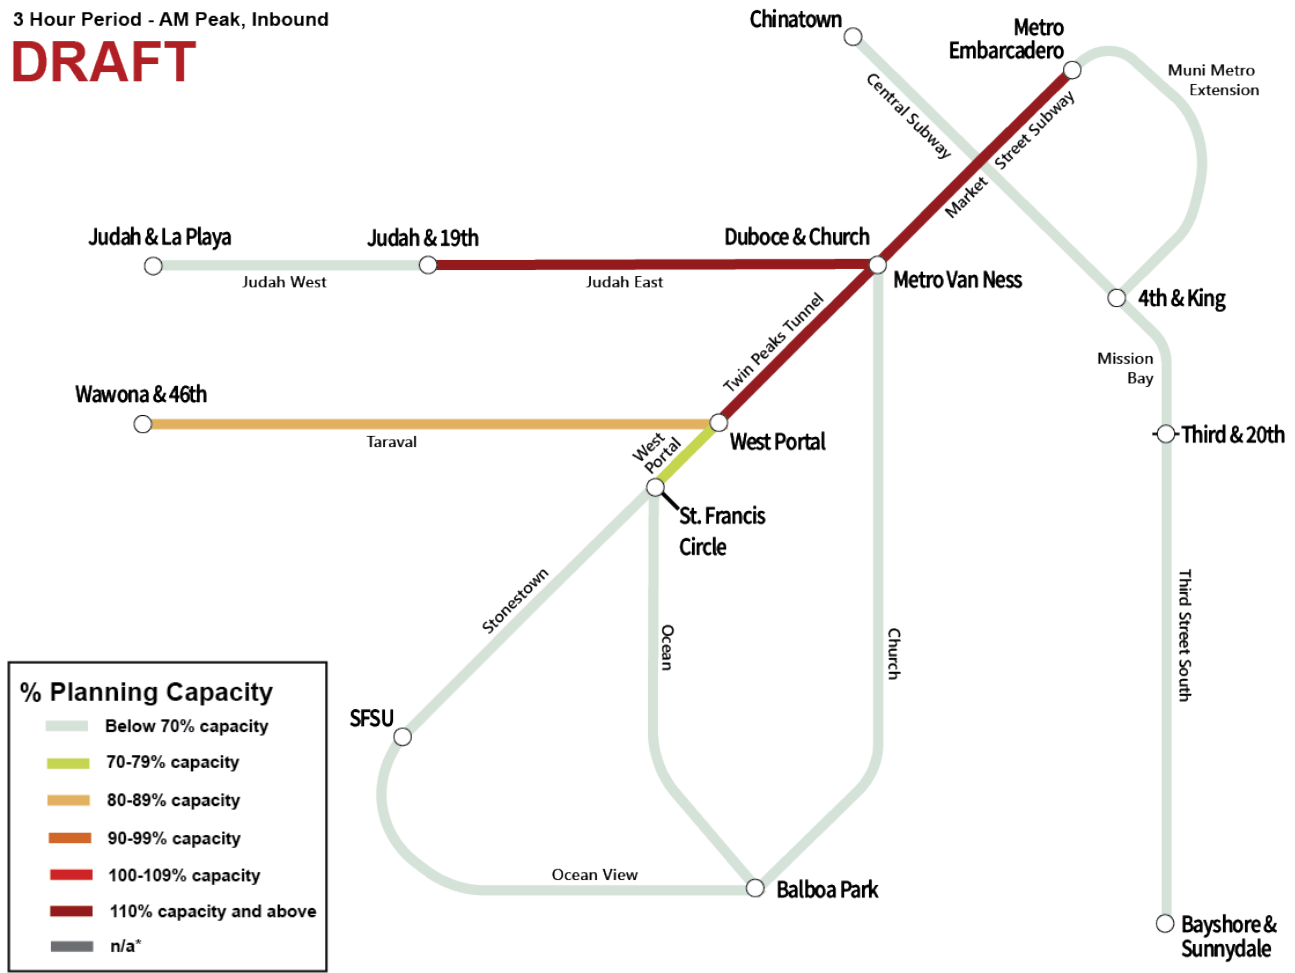 3 Hour Period - AM Peak, Inbound
DRAFT
Chinatown
Metro
Embarcadero
Muni Metro
Extension
Central Subway
Market Street Subway
Judah & La Playa
Judah & 19th
Duboce & Church
Judah West
Judah East
Metro Van Ness
4th & King
Twin Peaks Tunnel
Mission
Bay
Wawona & 46th
Taraval
West
Portal
West Portal
Third & 20th
St. Francis
Circle
Stonestown
Ocean
Church
Third Street South
SFSU
Ocean View
Balboa Park
Bayshore &
Sunnydale
% Planning Capacity
Below 70% capacity
70-79% capacity
80-89% capacity
90-99% capacity
100-109% capacity
110% capacity and above
n/a*